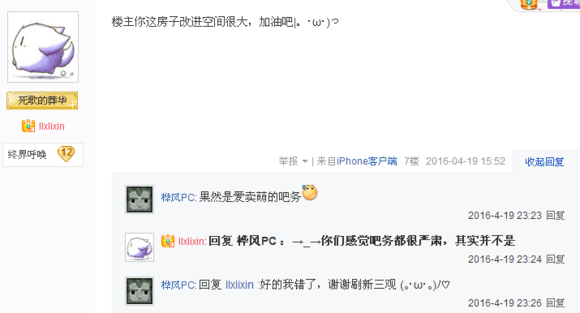 楼主你这房子改进空间很大，加油吧|。･ω･)っ
死歌的葬华
llxlixin
终界呼唤 12
举报 | 来自iPhone客户端 7楼 2016-04-19 15:52 收起回复
桦风PC: 果然是爱卖萌的吧务
2016-4-19 23:23 回复
llxlixin: 回复 桦风PC ：→_→你们感觉吧务都很严肃，其实并不是
2016-4-19 23:24 回复
桦风PC: 回复 llxlixin :好的我错了，谢谢刷新三观 (｡･ω･｡)ﾉ♡
2016-4-19 23:26 回复